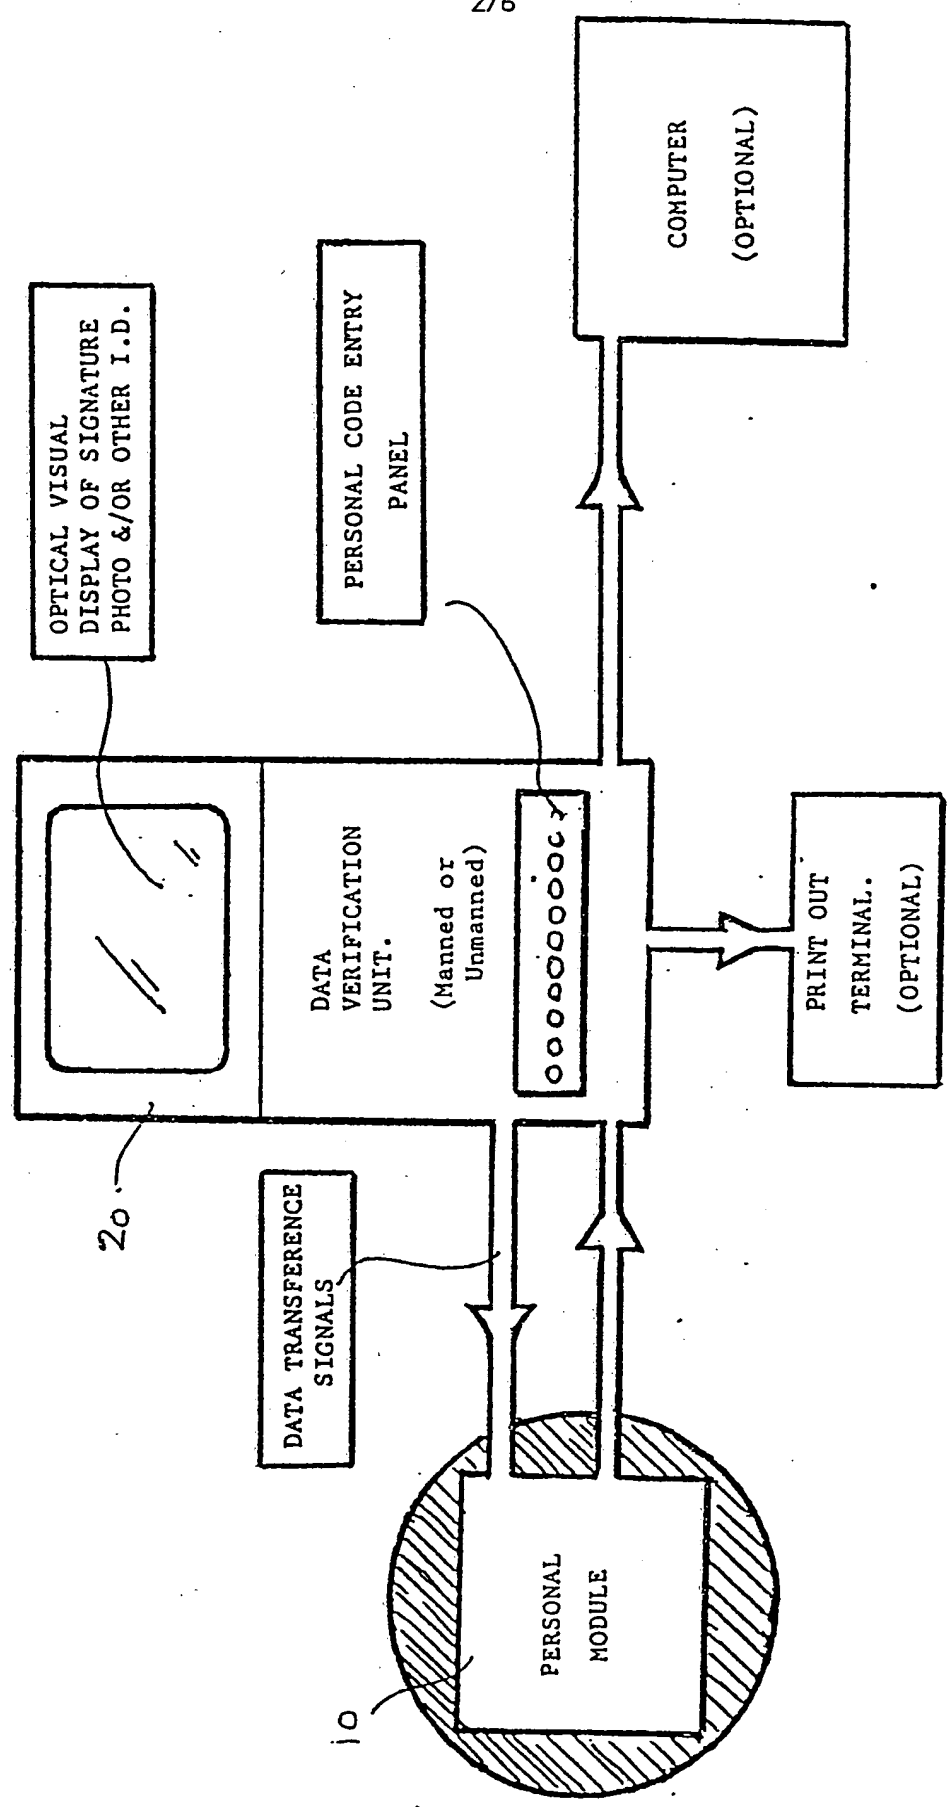 2/6
OPTICAL VISUAL
DISPLAY OF SIGNATURE
PHOTO &/OR OTHER I.D.
PERSONAL CODE ENTRY
PANEL
COMPUTER
(OPTIONAL)
20
DATA
VERIFICATION
UNIT.
(Manned or
Unmanned)
DATA TRANSFERENCE
SIGNALS
PRINT OUT
TERMINAL.
(OPTIONAL)
10
PERSONAL
MODULE